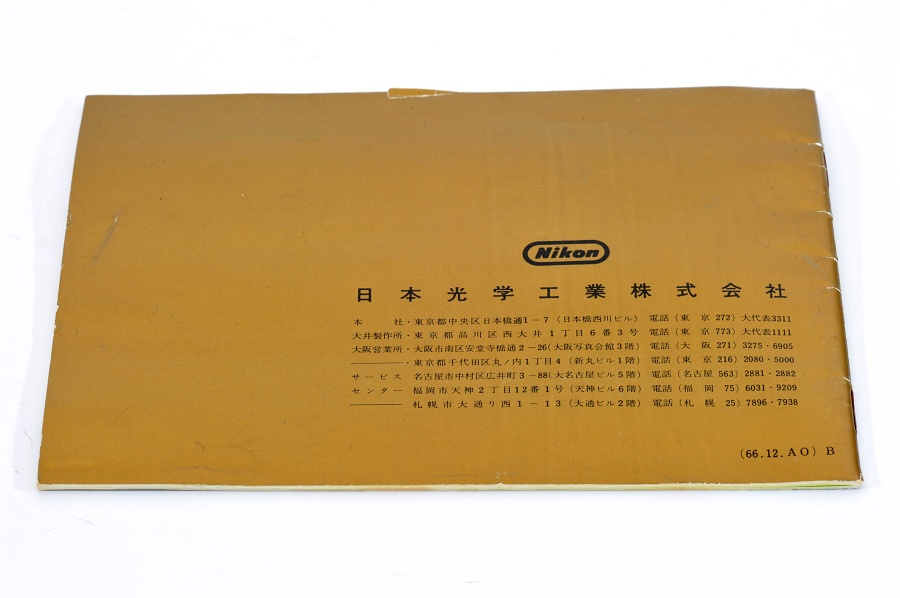 Nikon
日本光学工業株式会社
本 社・東京都中央区日本橋通1-7(日本橋西川ビル) 電話(東 京 272)大代表3311
大井製作所・東京都品川区西大井1丁目6番3号 電話(東 京 773)大代表1111
大阪営業所・大阪市南区安堂寺橋通2-26(大阪写真会館3階) 電話(大 阪 271)3275・6905
———・東京都千代田区丸ノ内1丁目4(新丸ビル1階) 電話(東 京 216)2080・5000
サービス 名古屋市中村区広井町3-88(大名古屋ビル5階) 電話(名古屋 563)2881・2882
センター 福岡市天神2丁目12番1号(天神ビル6階) 電話(福 岡 75)6031・9209
——— 札幌市大通り西1-13(大通ビル2階) 電話(札 幌 25)7896・7938
(66.12.AO)B